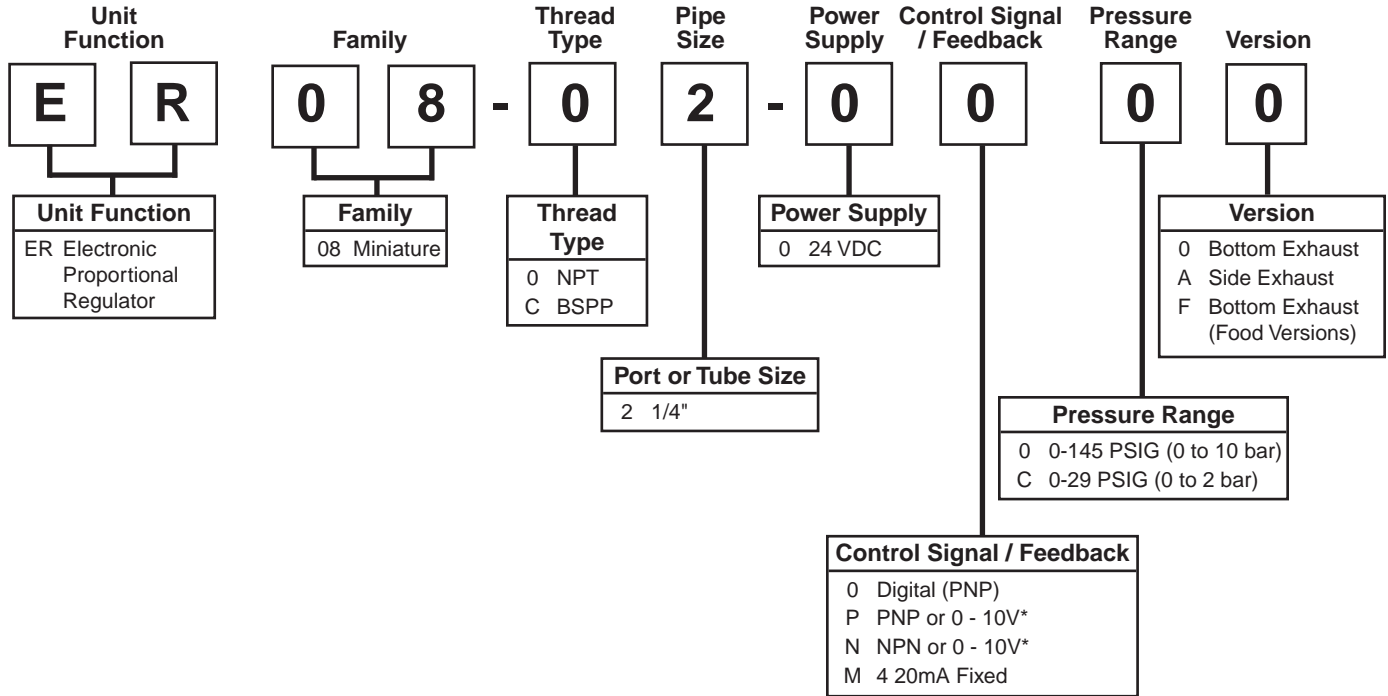 Unit Function
Family
Thread Type
Pipe Size
Power Supply
Control Signal / Feedback
Pressure Range
Version
E R 0 8 - 0 2 - 0 0 0 0
Unit Function
ER Electronic Proportional Regulator
Family
08 Miniature
Thread Type
0 NPT
C BSPP
Power Supply
0 24 VDC
Version
0 Bottom Exhaust
A Side Exhaust
F Bottom Exhaust (Food Versions)
Port or Tube Size
2 1/4"
Pressure Range
0 0-145 PSIG (0 to 10 bar)
C 0-29 PSIG (0 to 2 bar)
Control Signal / Feedback
0 Digital (PNP)
P PNP or 0 - 10V*
N NPN or 0 - 10V*
M 4 20mA Fixed